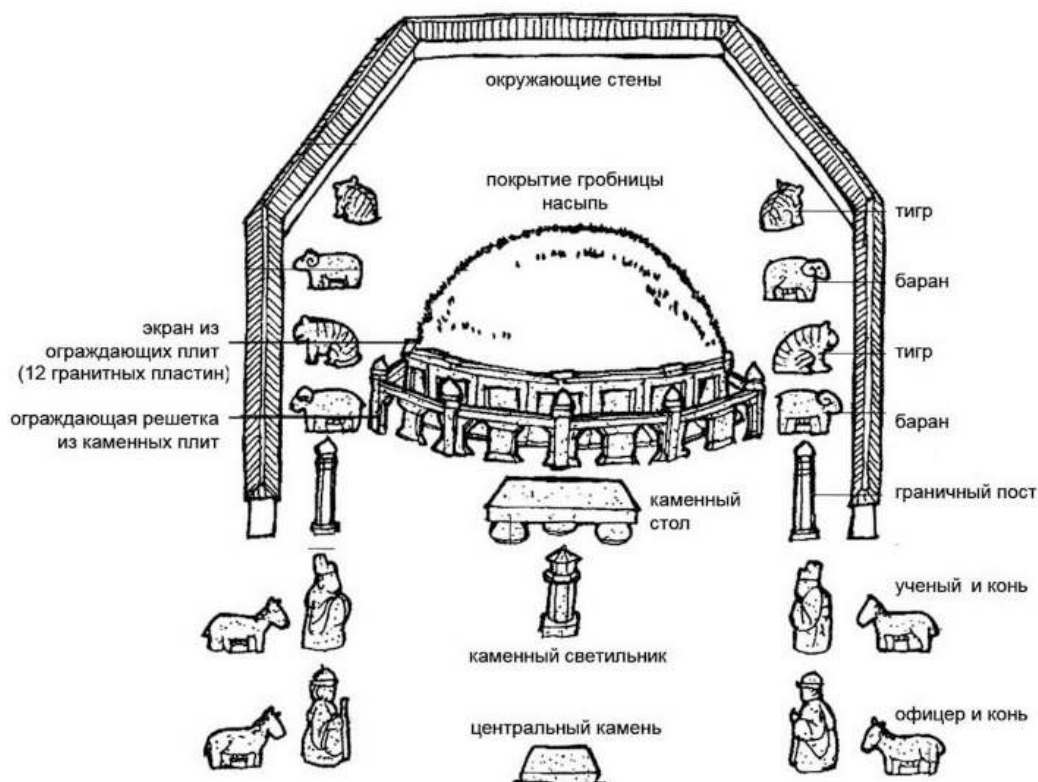 окружающие стены
покрытие гробницы
насыпь
тигр
баран
экран из
ограждающих плит
(12 гранитных пластин)
тигр
ограждающая решетка
из каменных плит
баран
каменный
стол
граничный пост
ученый и конь
каменный светильник
офицер и конь
центральный камень